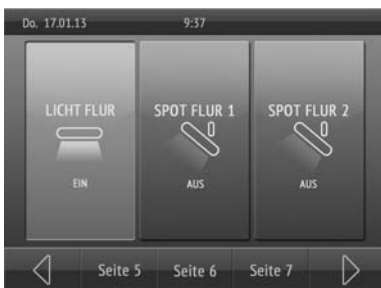 Do. 17.01.13 9:37
LICHT FLUR SPOT FLUR 1 SPOT FLUR 2
EIN AUS AUS
Seite 5 Seite 6 Seite 7